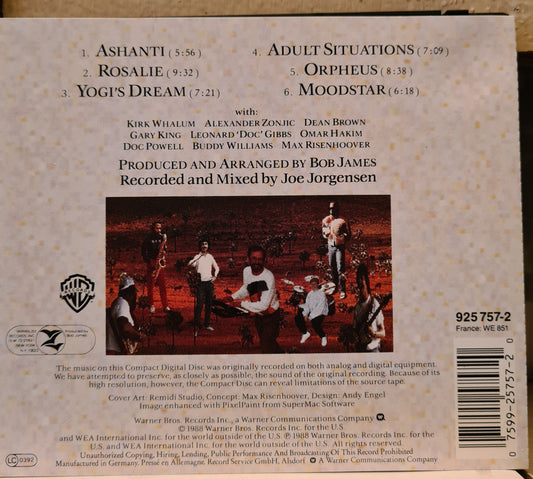 1 ASHANTI (5:56)
2. ROSALIE (9:32)
3. YOGI'S DREAM (7:21)
4. ADULT SITUATIONS (7:09)
5. ORPHEUS (8:38)
6. MOODSTAR (6:18)
with:
KIRK WHALUM ALEXANDER ZONJIC DEAN BROWN
GARY KING LEONARD 'DOC' GIBBS OMAR HAKIM
DOC POWELL BUDDY WILLIAMS MAX RISENHOOVER
PRODUCED AND ARRANGED BY BOB JAMES
Recorded and Mixed by Joe Jorgensen
925 757-2
France: WE 851
0 7599-25757-2 0
The music on this Compact Digital Disc was originally recorded on both analog and digital equipment.
We have attempted to preserve, as closely as possible, the sound of the original recording. Because of its
high resolution, however, the Compact Disc can reveal limitations of the source tape.
Cover Art: Remidi Studio, Concept: Max Risenhoover, Design: Andy Engel
Image enhanced with PixelPaint from SuperMac Software
Warner Bros. Records Inc., a Warner Communications Company
© 1988 Warner Bros. Records Inc. for the U.S.
and WEA International Inc. for the world outside of the U.S. ℗ 1988 Warner Bros. Records Inc. for the U.S.
and WEA International Inc. for the world outside of the U.S.
Unauthorized Copying, Hiring, Lending, Public Performance And Broadcasting Of This Record Prohibited
Manufactured in Germany. Pressé en Allemagne. Record Service GmbH, Alsdorf A Warner Communications Company
LC 0392